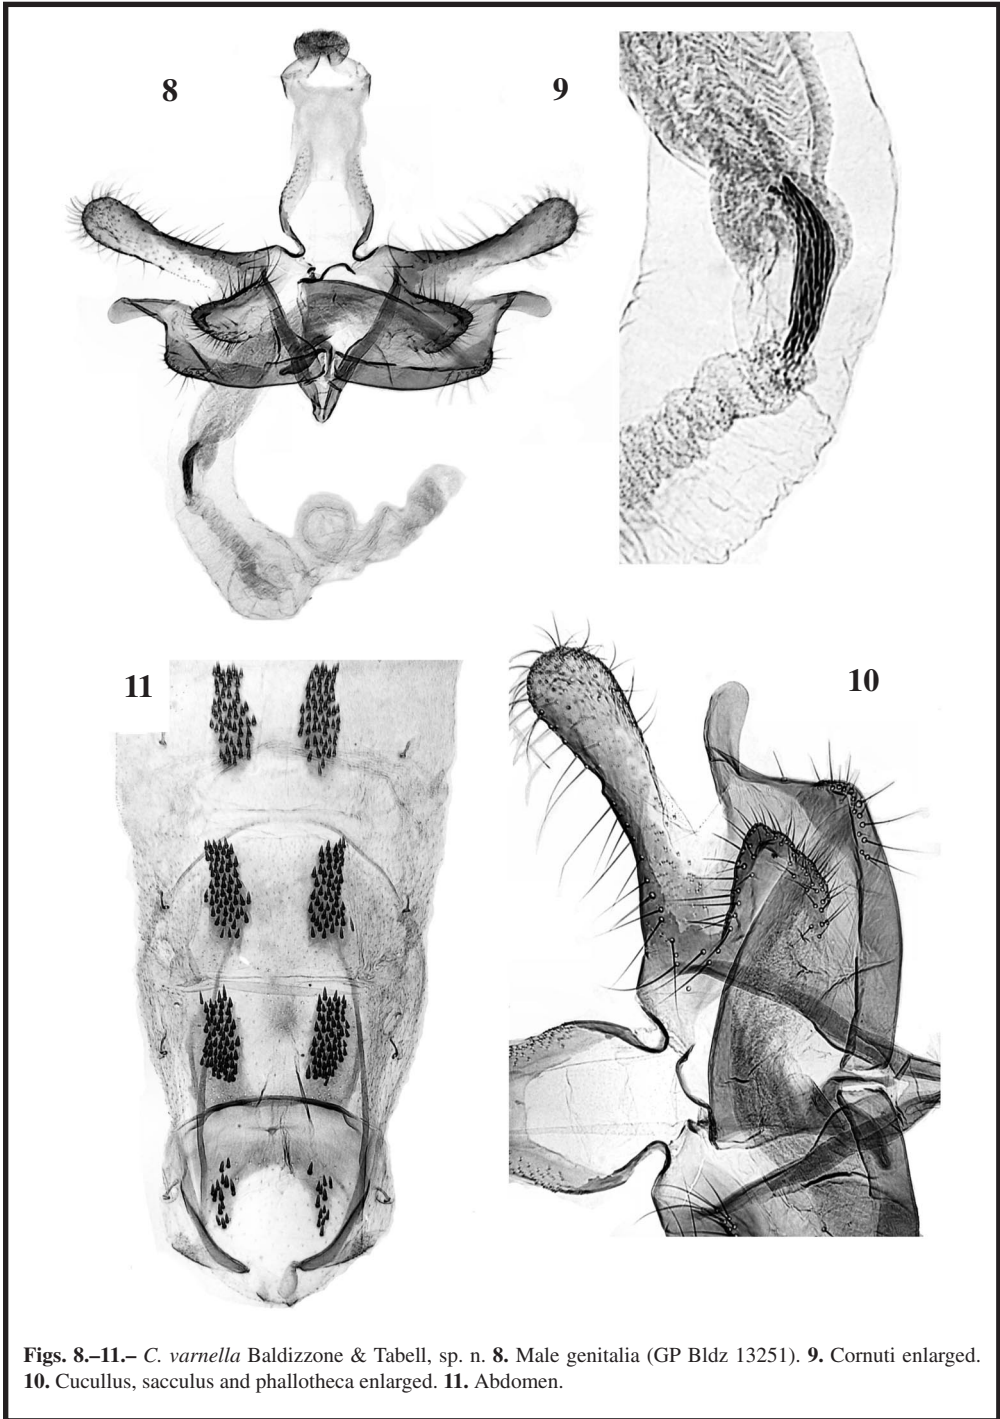 8
9
11
10
Figs. 8.–11.– C. varnella Baldizzone & Tabell, sp. n. 8. Male genitalia (GP Bldz 13251). 9. Cornuti enlarged.
10. Cucullus, sacculus and phallotheca enlarged. 11. Abdomen.